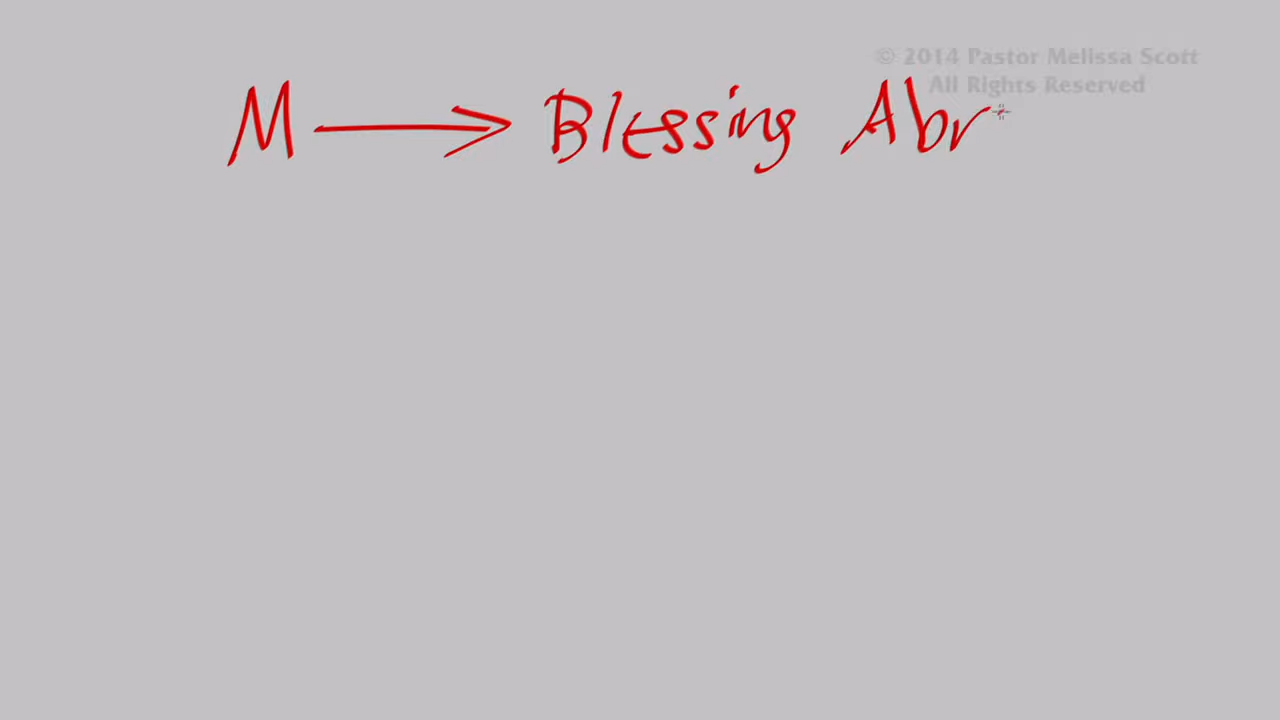 © 2014 Pastor Melissa Scott
All Rights Reserved
M → Blessing Abr